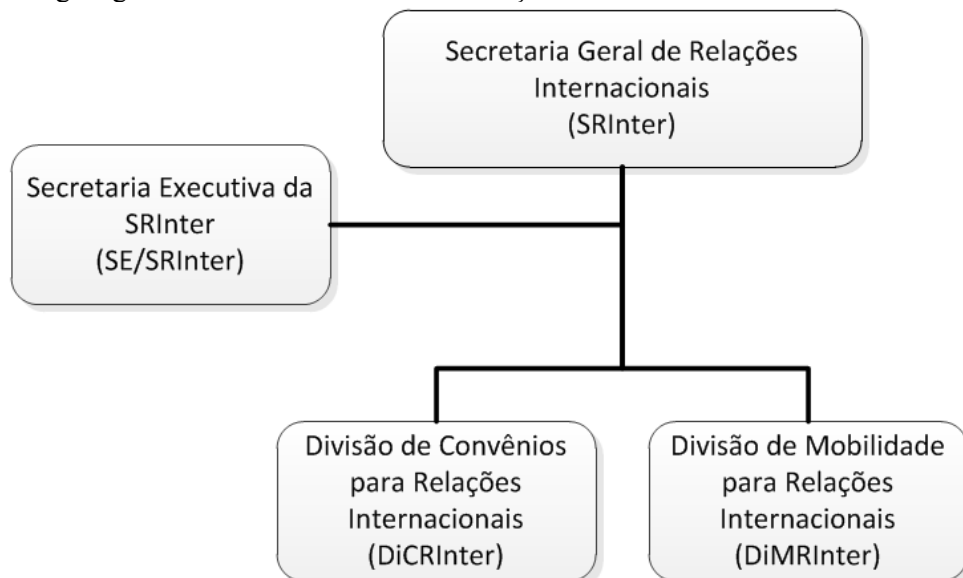 Secretaria Geral de Relações
Internacionais
(SRInter)
Secretaria Executiva da
SRInter
(SE/SRInter)
Divisão de Convênios
para Relações
Internacionais
(DiCRInter)
Divisão de Mobilidade
para Relações
Internacionais
(DiMRInter)